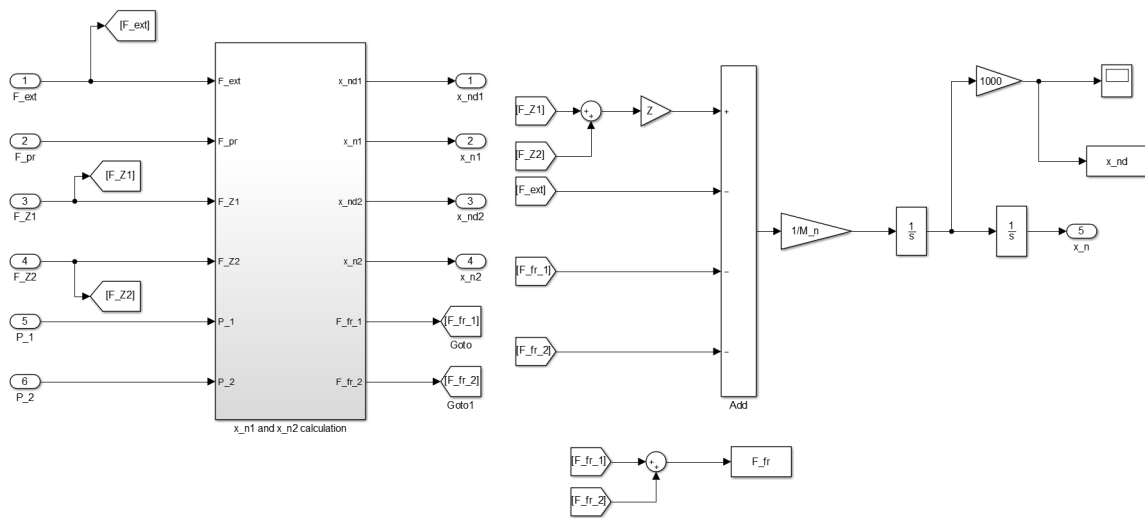 [F_ext]
1
F_ext
F_ext
x_nd1
1
x_nd1
2
F_pr
F_pr
x_n1
2
x_n1
[F_Z1]
3
F_Z1
F_Z1
x_nd2
3
x_nd2
4
F_Z2
F_Z2
x_n2
4
x_n2
[F_Z2]
5
P_1
P_1
F_fr_1
[F_fr_1]
Goto
6
P_2
P_2
F_fr_2
[F_fr_2]
Goto1
x_n1 and x_n2 calculation
[F_Z1]
+
+
Z
+
[F_Z2]
[F_ext]
−
[F_fr_1]
−
[F_fr_2]
−
Add
1/M_n
1
s
1
s
5
x_n
1000
x_nd
[F_fr_1]
+
+
F_fr
[F_fr_2]